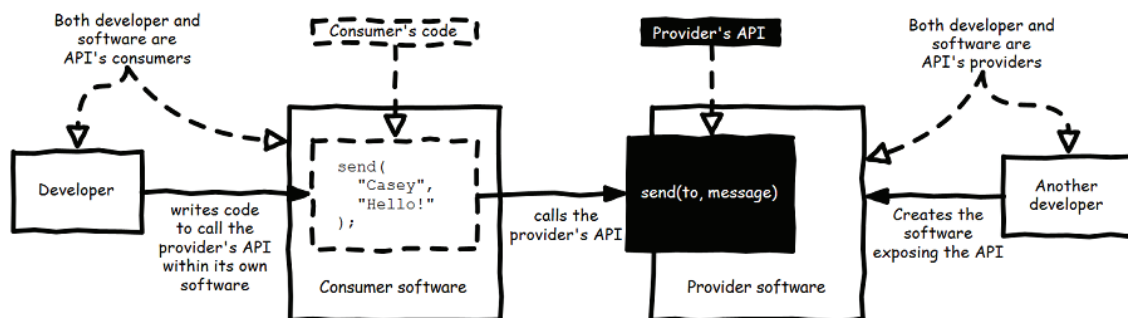 Both developer and
software are
API's consumers
Consumer's code
Provider's API
Both developer and
software are
API's providers
Developer
writes code
to call the
provider's API
within its own
software
send(
"Casey",
"Hello!"
);
Consumer software
calls the
provider's API
send(to, message)
Provider software
Creates the
software
exposing the API
Another
developer